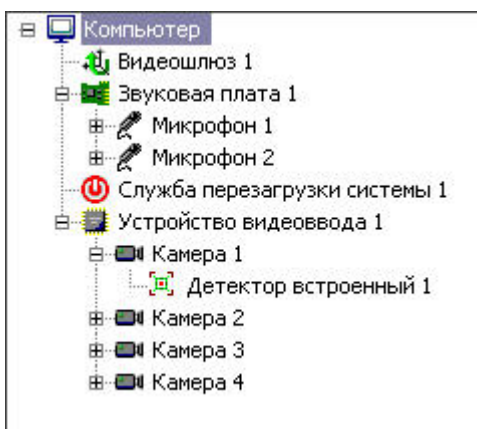 Компьютер
Видеошлюз 1
Звуковая плата 1
Микрофон 1
Микрофон 2
Служба перезагрузки системы 1
Устройство видеоввода 1
Камера 1
Детектор встроенный 1
Камера 2
Камера 3
Камера 4